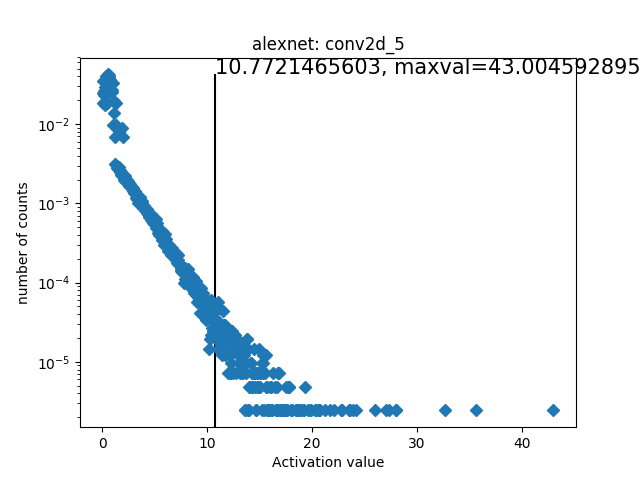 alexnet: conv2d_5
10.7721465603, maxval=43.004592895
10⁻²
10⁻³
10⁻⁴
10⁻⁵
number of counts
0 10 20 30 40
Activation value